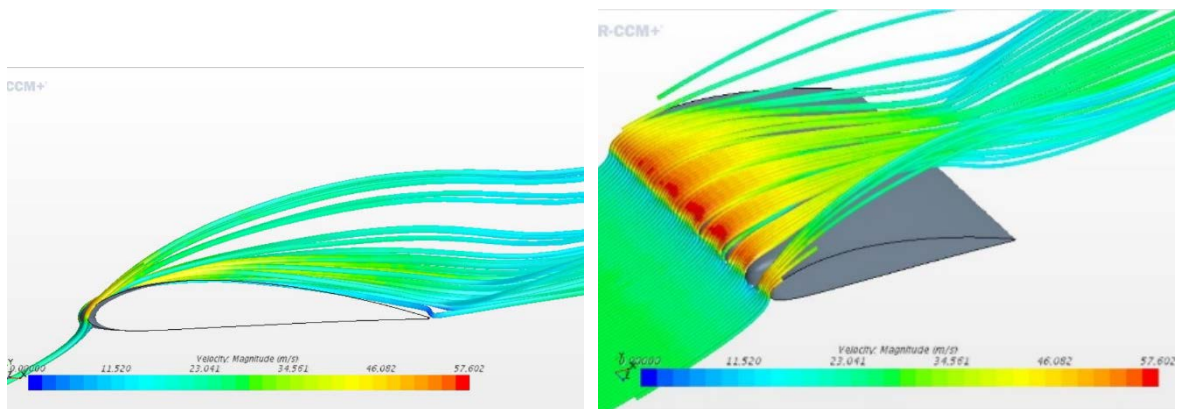 CCM+
Velocity: Magnitude (m/s)
0.00000 11.520 23.041 34.561 46.082 57.602
R-CCM+
Velocity: Magnitude (m/s)
0.00000 11.520 23.041 34.561 46.082 57.602